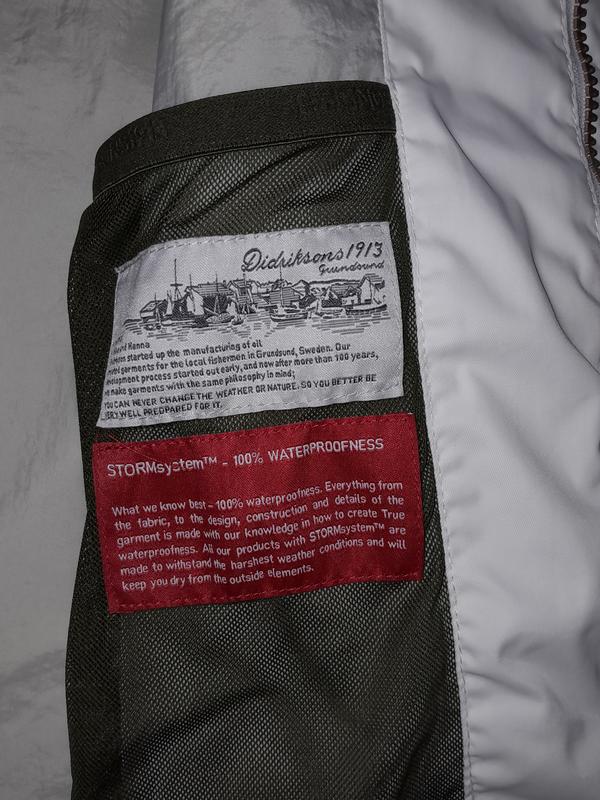 Didriksons1913
Grundsund
and Hanna
started up the manufacturing of oil
garments for the local fishermen in Grundsund, Sweden. Our
process started out early, and now after more than 100 years,
make garments with the same philosophy in mind;
YOU CAN NEVER CHANGE THE WEATHER OR NATURE. SO YOU BETTER BE
VERY WELL PREDPARED FOR IT.
STORMsystem™ - 100% WATERPROOFNESS
What we know best - 100% waterproofness. Everything from
the fabric, to the design, construction and details of the
garment is made with our knowledge in how to create True
waterproofness. All our products with STORMsystem™ are
made to withstand the harshest weather conditions and will
keep you dry from the outside elements.